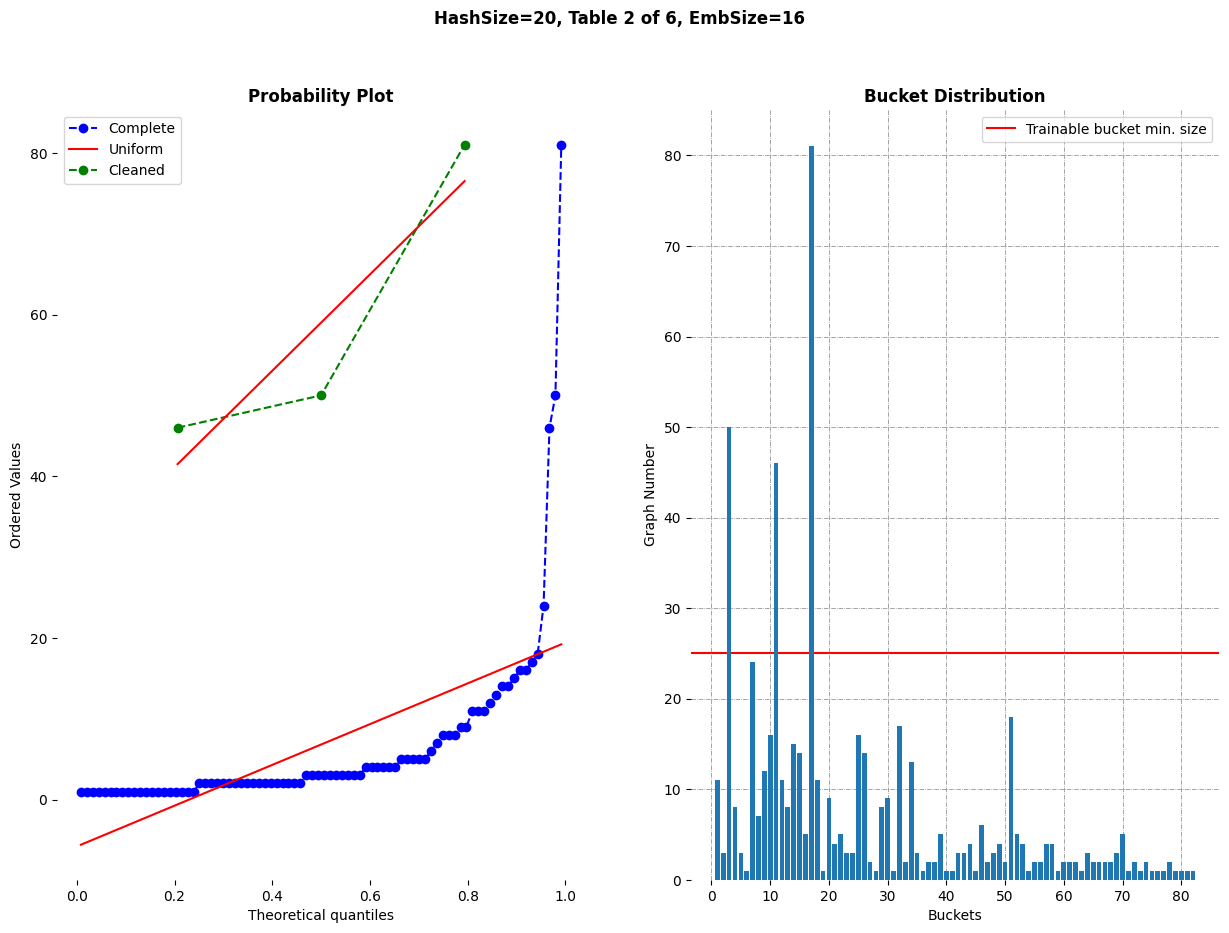 HashSize=20, Table 2 of 6, EmbSize=16
Probability Plot
Complete
Uniform
Cleaned
80
60
40
20
0
Ordered Values
0.0 0.2 0.4 0.6 0.8 1.0
Theoretical quantiles
Bucket Distribution
Trainable bucket min. size
80
70
60
50
40
30
20
10
0
Graph Number
0 10 20 30 40 50 60 70 80
Buckets